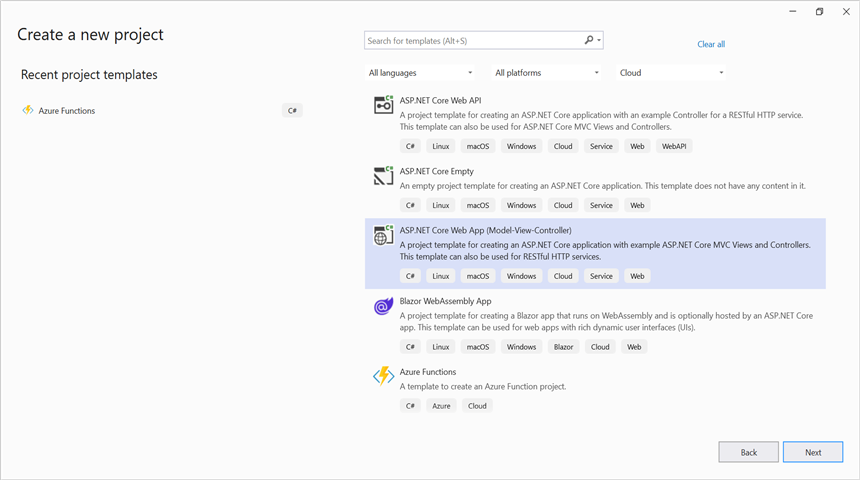 Create a new project
Search for templates (Alt+S)
Clear all
Recent project templates
All languages
All platforms
Cloud
Azure Functions
C#
ASP.NET Core Web API
A project template for creating an ASP.NET Core application with an example Controller for a RESTful HTTP service.
This template can also be used for ASP.NET Core MVC Views and Controllers.
C# Linux macOS Windows Cloud Service Web WebAPI
ASP.NET Core Empty
An empty project template for creating an ASP.NET Core application. This template does not have any content in it.
C# Linux macOS Windows Cloud Service Web
ASP.NET Core Web App (Model-View-Controller)
A project template for creating an ASP.NET Core application with example ASP.NET Core MVC Views and Controllers.
This template can also be used for RESTful HTTP services.
C# Linux macOS Windows Cloud Service Web
Blazor WebAssembly App
A project template for creating a Blazor app that runs on WebAssembly and is optionally hosted by an ASP.NET Core
app. This template can be used for web apps with rich dynamic user interfaces (UIs).
C# Linux macOS Windows Blazor Cloud Web
Azure Functions
A template to create an Azure Function project.
C# Azure Cloud
Back
Next